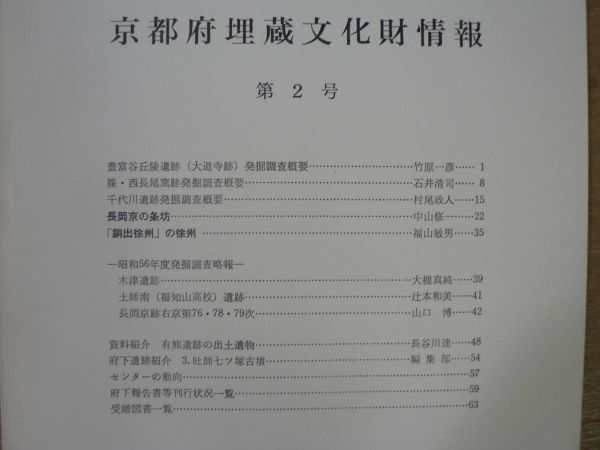 京都府埋蔵文化財情報
第 2 号
豊富谷丘陵遺跡（大道寺跡）発掘調査概要……………………竹原一彦…… 1
篠・西長尾窯跡発掘調査概要……………………………………石井清司…… 8
千代川遺跡発掘調査概要…………………………………………村尾政人……15
長岡京の条坊………………………………………………………中山修一……22
「銅出徐州」の徐州………………………………………………福山敏男……35
―昭和56年度発掘調査略報―
木津遺跡……………………………………………………………大槻真純……39
土師南（福知山高校）遺跡………………………………………辻本和美……41
長岡京跡右京第76・78・79次……………………………………山口　博……42
資料紹介　有熊遺跡の出土遺物…………………………………長谷川達……48
府下遺跡紹介　3.吐師七ツ塚古墳………………………………編 集 部……54
センターの動向……………………………………………………………………57
府下報告書等刊行状況一覧………………………………………………………59
受贈図書一覧………………………………………………………………………63